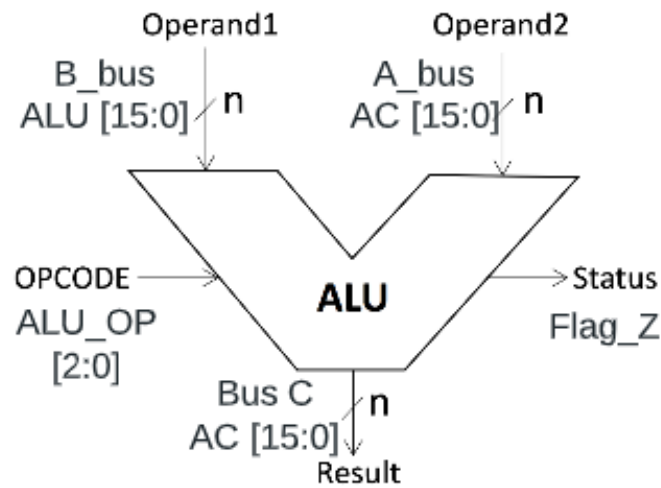 Operand1
B_bus
ALU [15:0]
n
Operand2
A_bus
AC [15:0]
n
OPCODE
ALU_OP
[2:0]
ALU
Status
Flag_Z
Bus C
AC [15:0]
n
Result